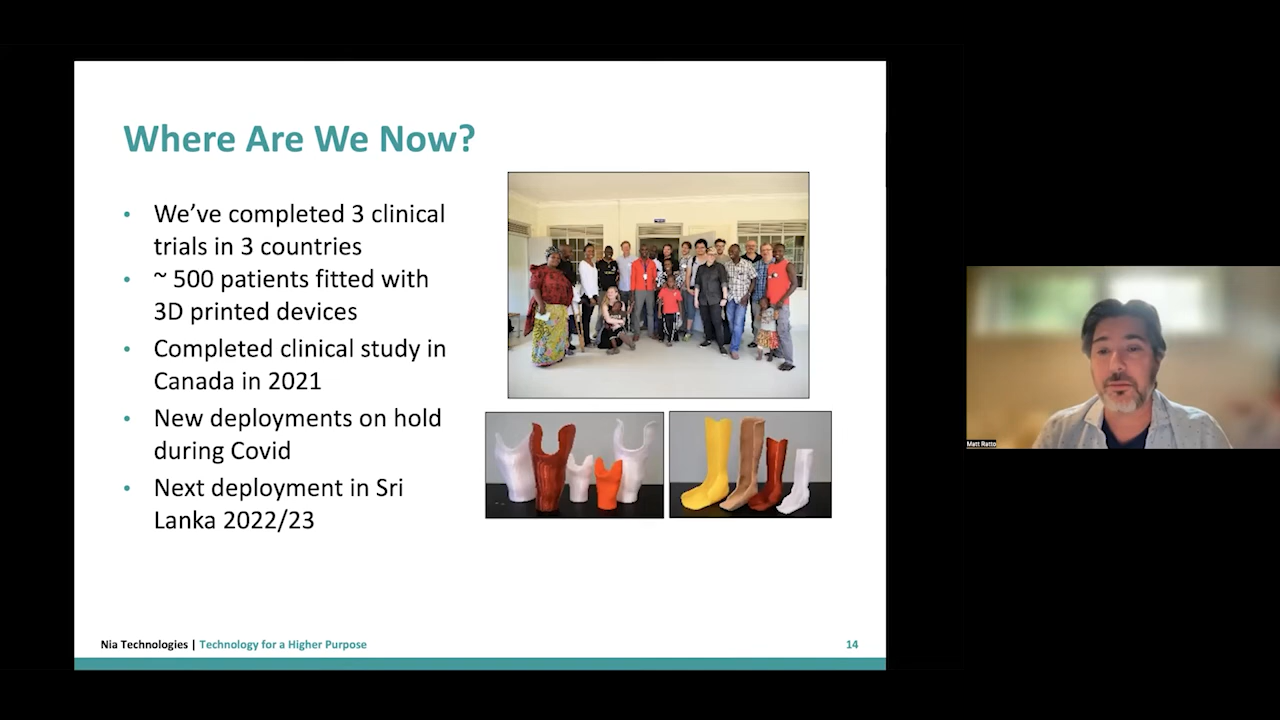 Where Are We Now?
• We’ve completed 3 clinical
trials in 3 countries
• ~ 500 patients fitted with
3D printed devices
• Completed clinical study in
Canada in 2021
• New deployments on hold
during Covid
• Next deployment in Sri
Lanka 2022/23
Nia Technologies | Technology for a Higher Purpose
14
Matt Ratto